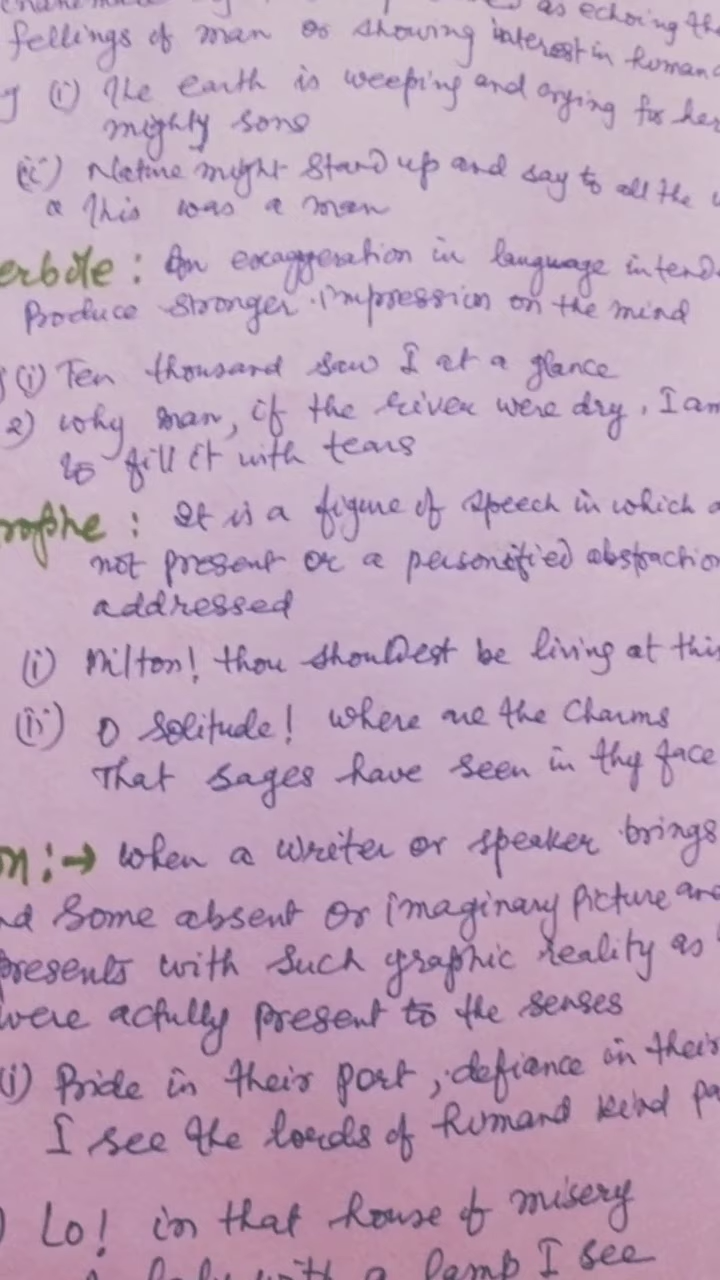 as echoing the
fellings of man or showing interest in human
(i) The earth is weeping and crying for her
mighty sons
(ii) Nature might stand up and say to all the
this was a man
erbole : An exaggeration in language intend
Produce stronger impression on the mind
(i) Ten thousand saw I at a glance
2) why man, if the river were dry, I am
to fill it with tears
rophe : It is a figure of speech in which a
not present or a personified abstraction
addressed
(i) Milton! thou shouldest be living at this
(ii) O Solitude! where are the Charms
That sages have seen in thy face
on :→ when a writer or speaker brings
nd some absent or imaginary picture and
presents with such graphic reality as
were acfully present to the senses
(i) Pride in their port, defiance in their
I see the lords of humand kind pa
) Lo! in that house of misery
lady with a lamp I see